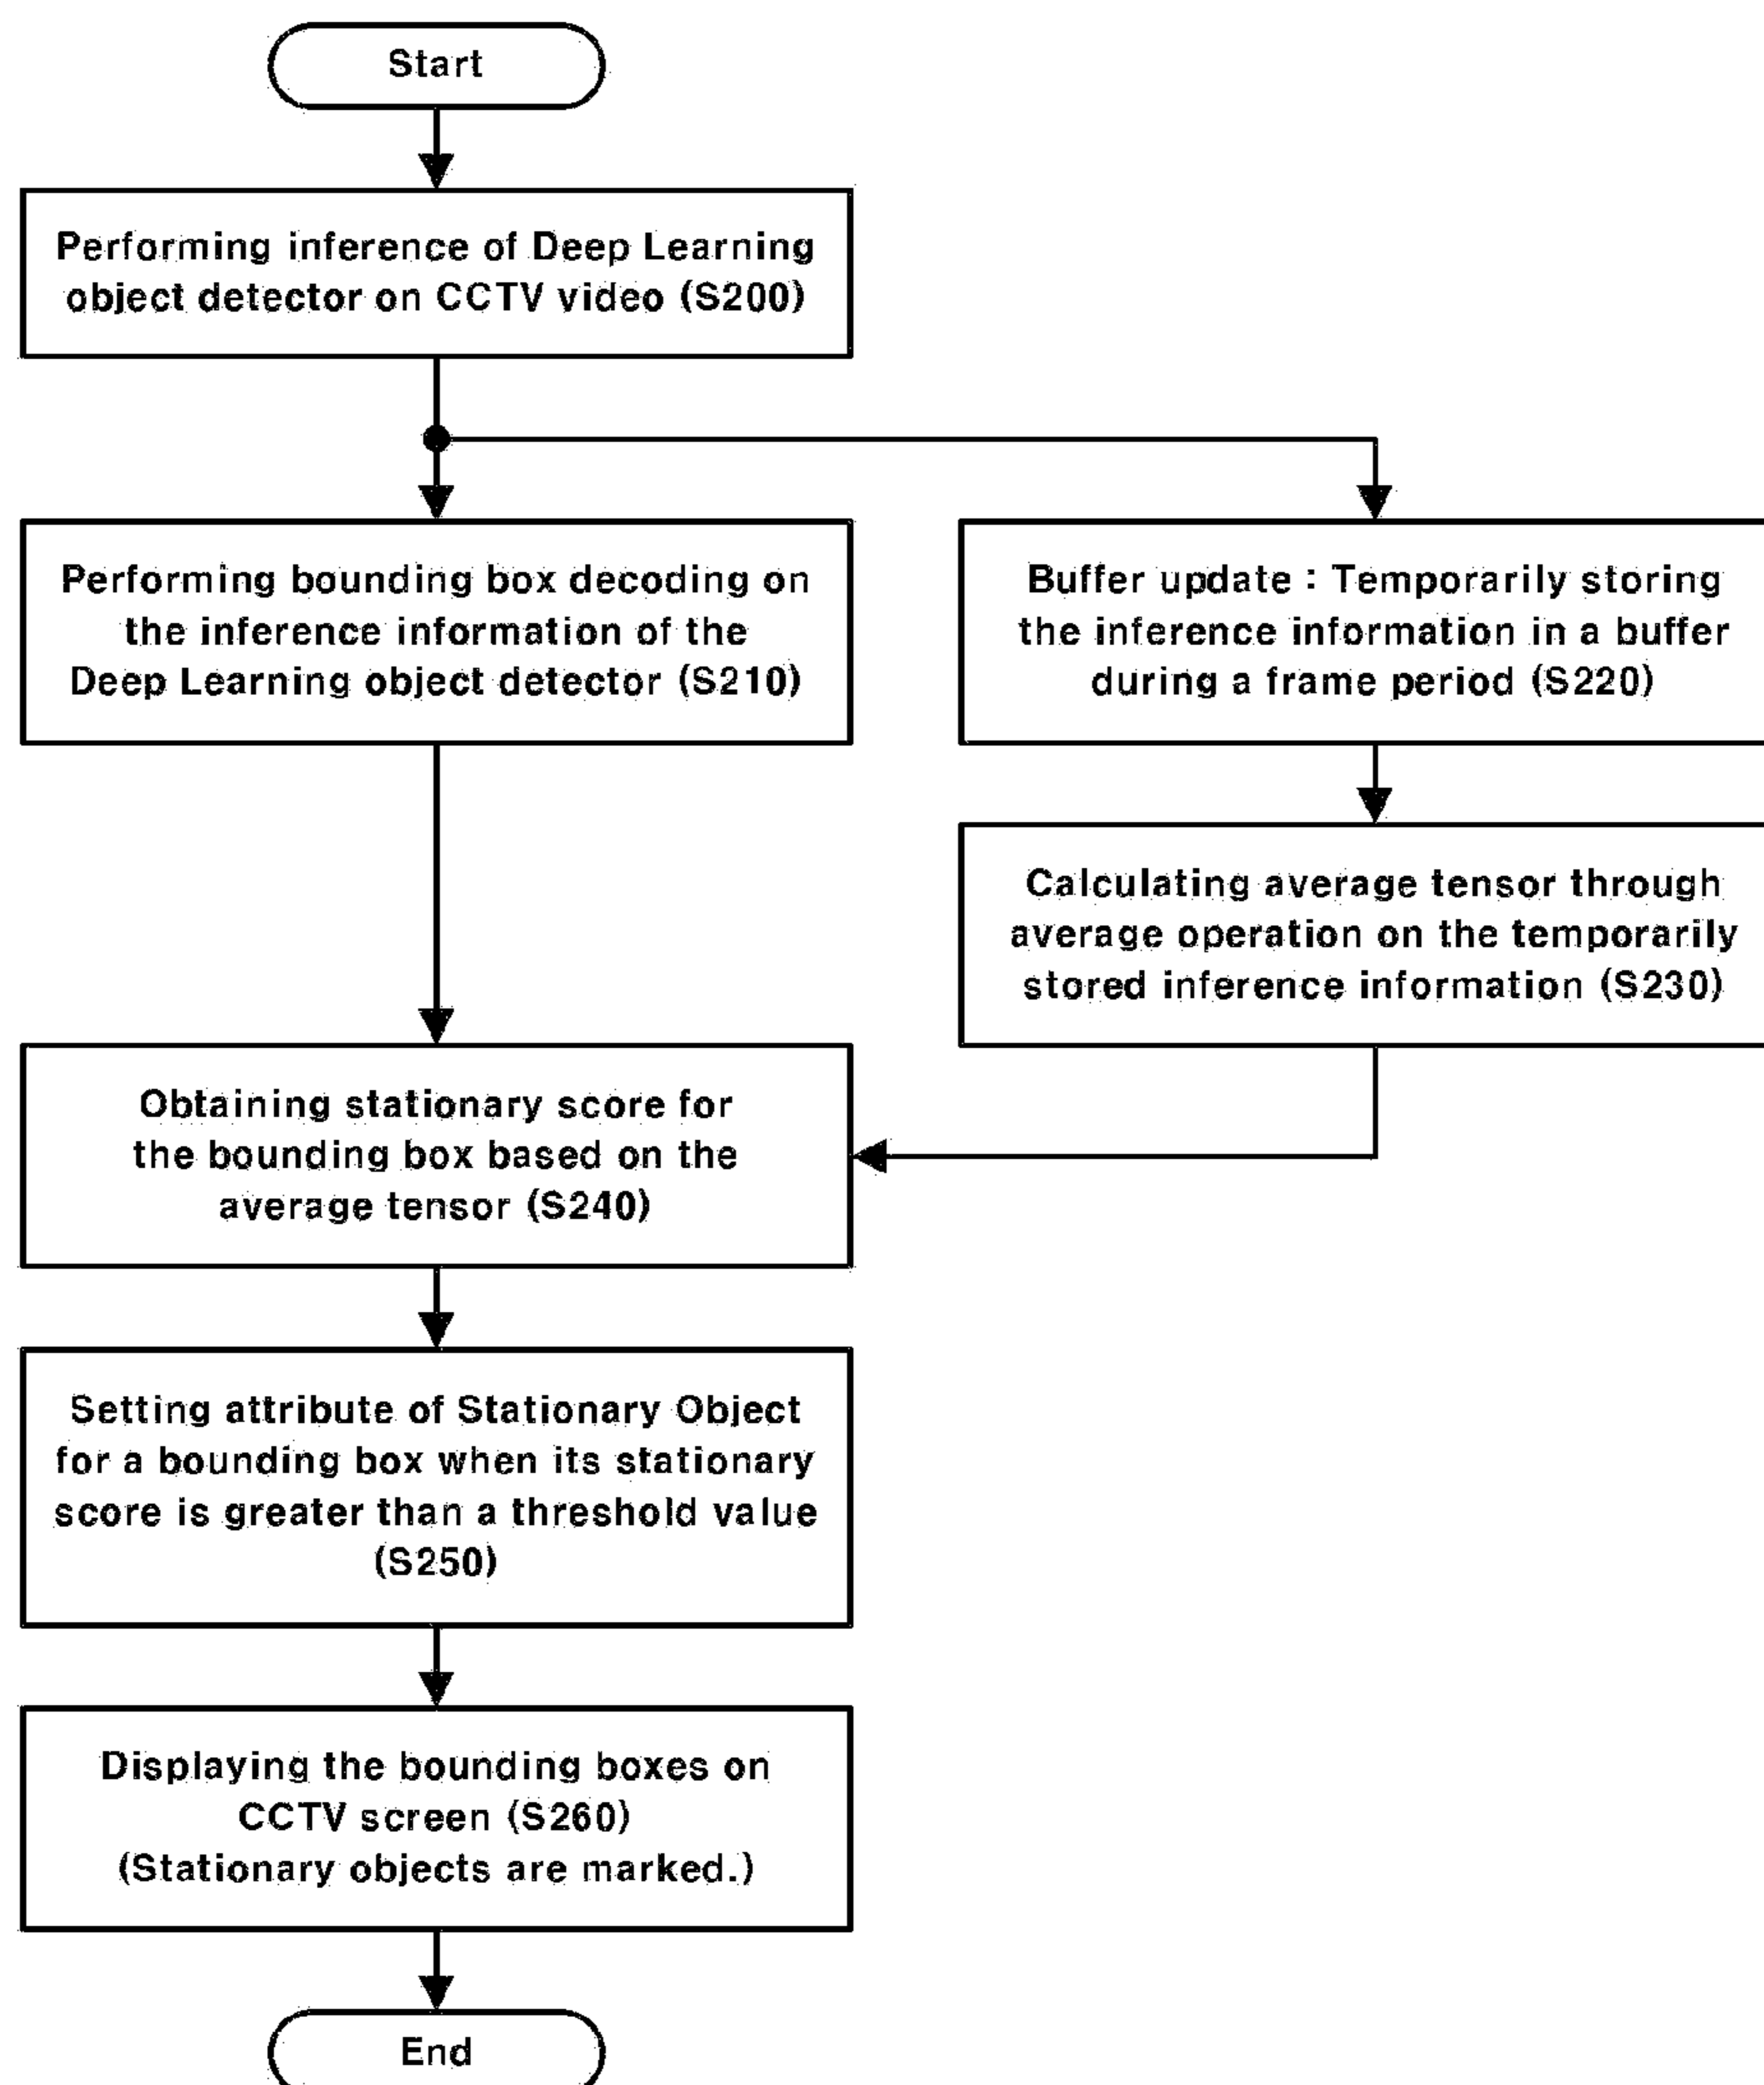 Start
Performing inference of Deep Learning
object detector on CCTV video (S200)
Performing bounding box decoding on
the inference information of the
Deep Learning object detector (S210)
Buffer update : Temporarily storing
the inference information in a buffer
during a frame period (S220)
Calculating average tensor through
average operation on the temporarily
stored inference information (S230)
Obtaining stationary score for
the bounding box based on the
average tensor (S240)
Setting attribute of Stationary Object
for a bounding box when its stationary
score is greater than a threshold value
(S250)
Displaying the bounding boxes on
CCTV screen (S260)
(Stationary objects are marked.)
End